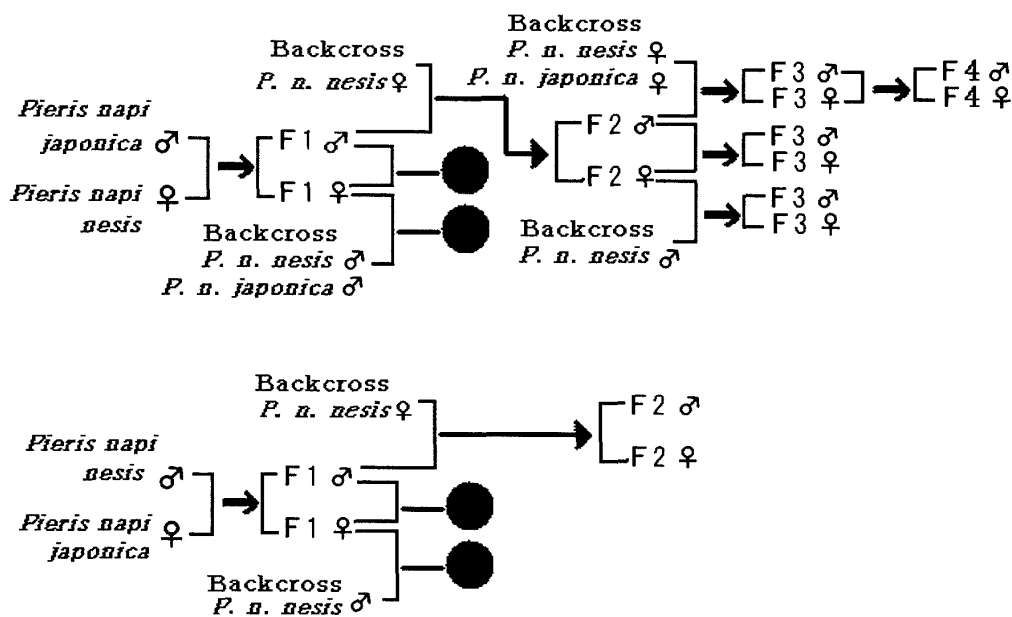 Backcross
P. n. nesis ♀
Pieris napi
japonica ♂
Pieris napi ♀
nesis
F1 ♂
F1 ♀
Backcross
P. n. nesis ♂
P. n. japonica ♂
Backcross
P. n. nesis ♀
P. n. japonica ♀
F2 ♂
F2 ♀
Backcross
P. n. nesis ♂
F3 ♂
F3 ♀
F3 ♂
F3 ♀
F3 ♂
F3 ♀
F4 ♂
F4 ♀
Backcross
P. n. nesis ♀
Pieris napi
nesis ♂
Pieris napi ♀
japonica
F1 ♂
F1 ♀
Backcross
P. n. nesis ♂
F2 ♂
F2 ♀